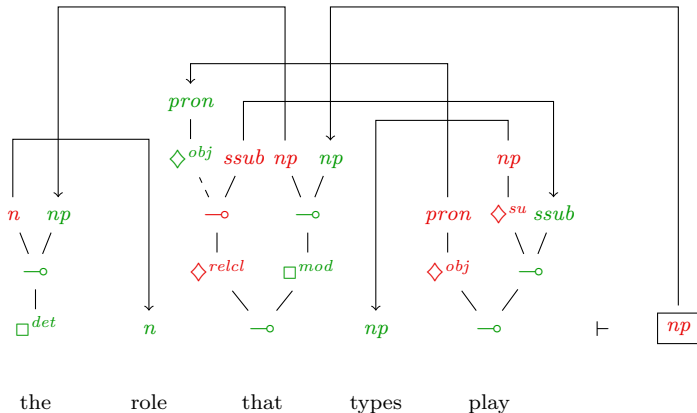 pron
◇obj ssub np np np
n np ⊸ ⊸ pron ◇su ssub
⊸ ◇relcl □mod ◇obj ⊸
□det n ⊸ np ⊸ ⊢ np
the role that types play